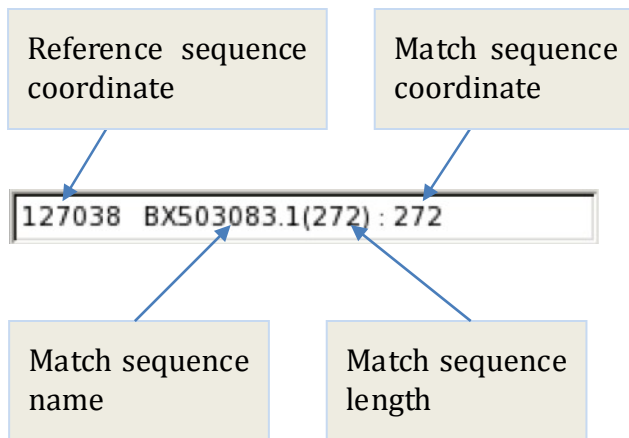 Reference sequence
coordinate
Match sequence
coordinate
127038 BX503083.1(272) : 272
Match sequence
name
Match sequence
length